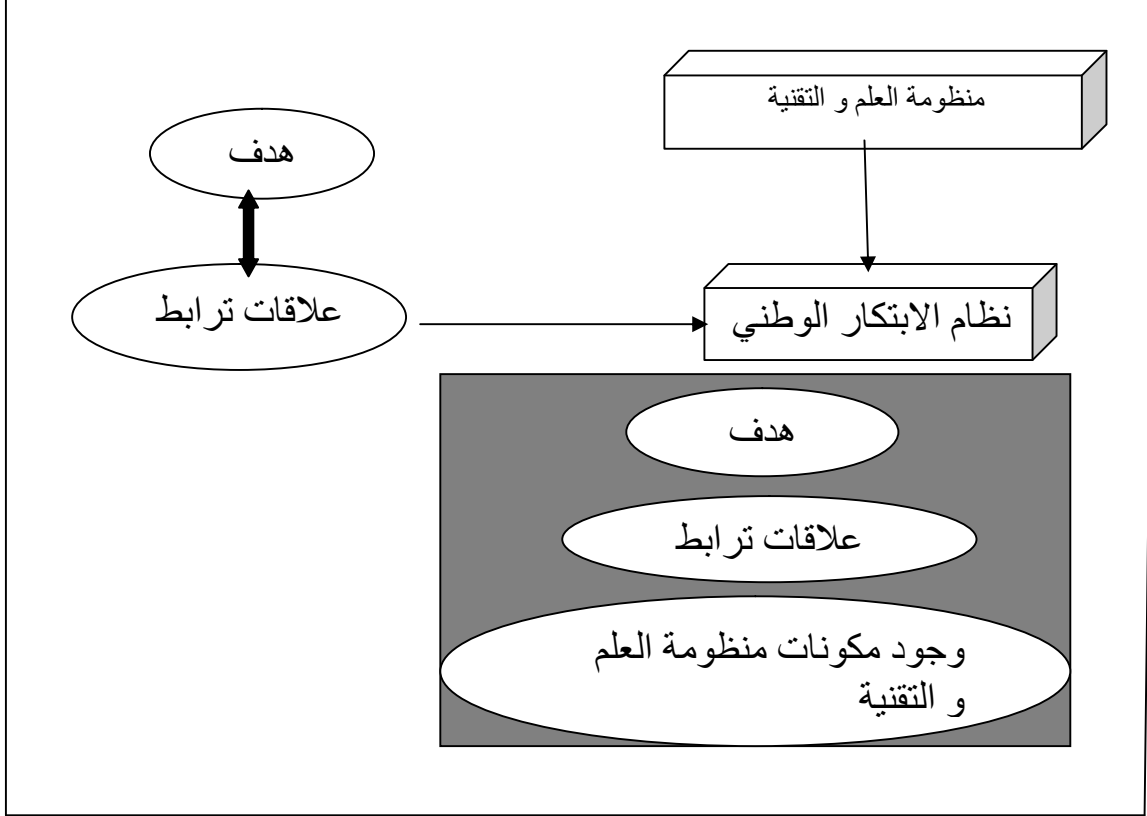 منظومة العلم و التقنية
هدف
علاقات ترابط
نظام الابتكار الوطني
هدف
علاقات ترابط
وجود مكونات منظومة العلم
و التقنية